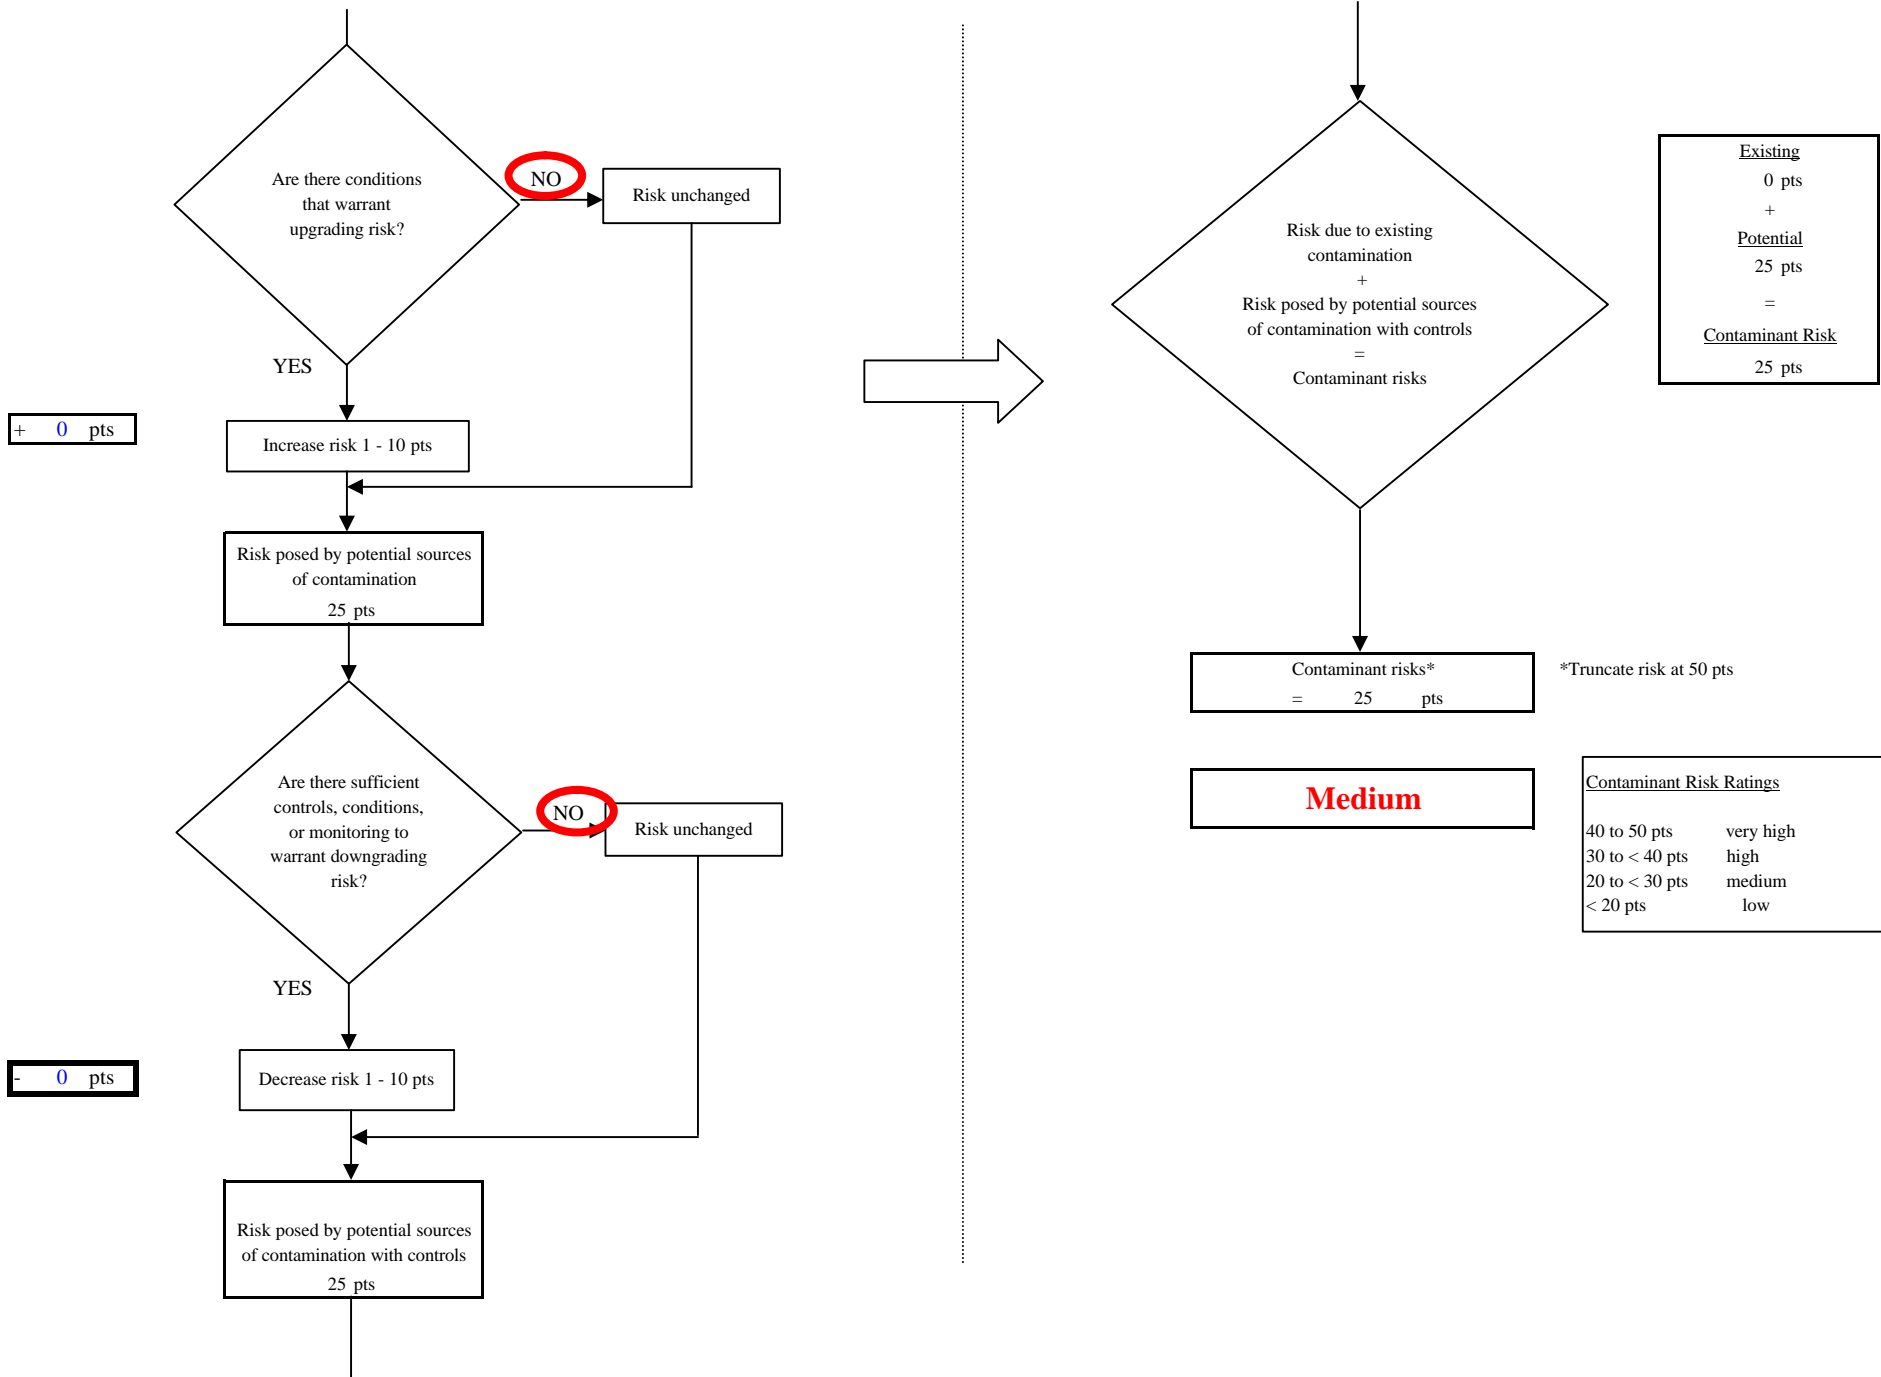 Are there conditions
that warrant
upgrading risk?
NO
Risk unchanged
YES
+ 0 pts
Increase risk 1 - 10 pts
Risk posed by potential sources
of contamination
25 pts
Are there sufficient
controls, conditions,
or monitoring to
warrant downgrading
risk?
NO
Risk unchanged
YES
- 0 pts
Decrease risk 1 - 10 pts
Risk posed by potential sources
of contamination with controls
25 pts
Risk due to existing
contamination
+
Risk posed by potential sources
of contamination with controls
=
Contaminant risks
Existing
0 pts
+
Potential
25 pts
=
Contaminant Risk
25 pts
Contaminant risks*
= 25 pts
*Truncate risk at 50 pts
Medium
Contaminant Risk Ratings
40 to 50 pts very high
30 to < 40 pts high
20 to < 30 pts medium
< 20 pts low